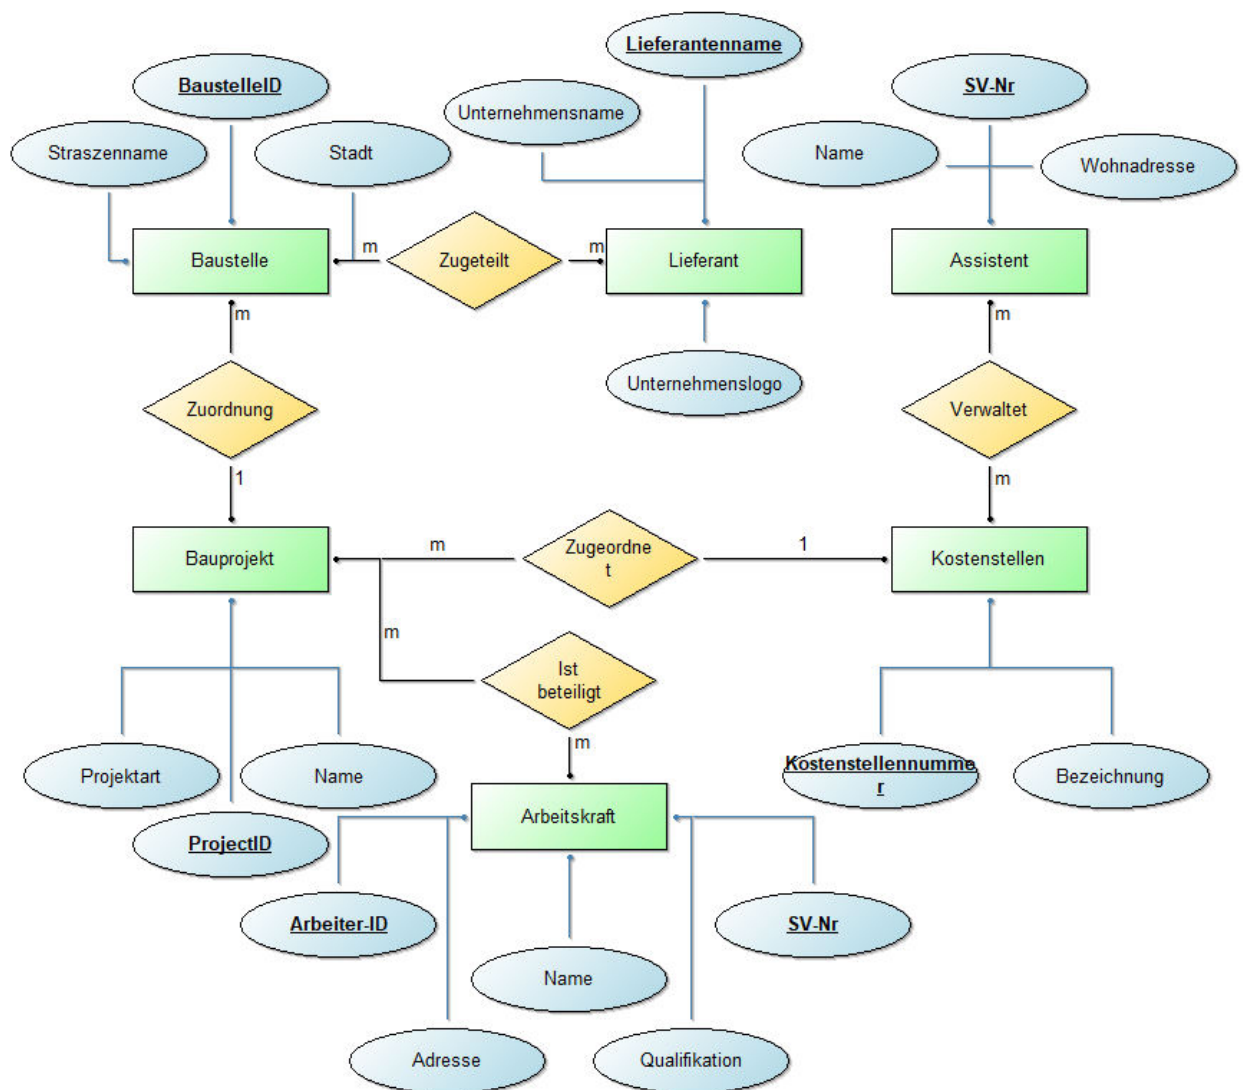 Lieferantenname
BaustelleID
SV-Nr
Unternehmensname
Straszenname
Stadt
Name
Wohnadresse
m
m
Baustelle
Zugeteilt
Lieferant
Assistent
m
m
Unternehmenslogo
Zuordnung
Verwaltet
1
m
m
Zugeordne
t
1
Bauprojekt
Kostenstellen
m
Ist
beteiligt
m
Projektart
Name
Kostenstellennumme
r
Bezeichnung
Arbeitskraft
ProjectID
Arbeiter-ID
SV-Nr
Name
Adresse
Qualifikation